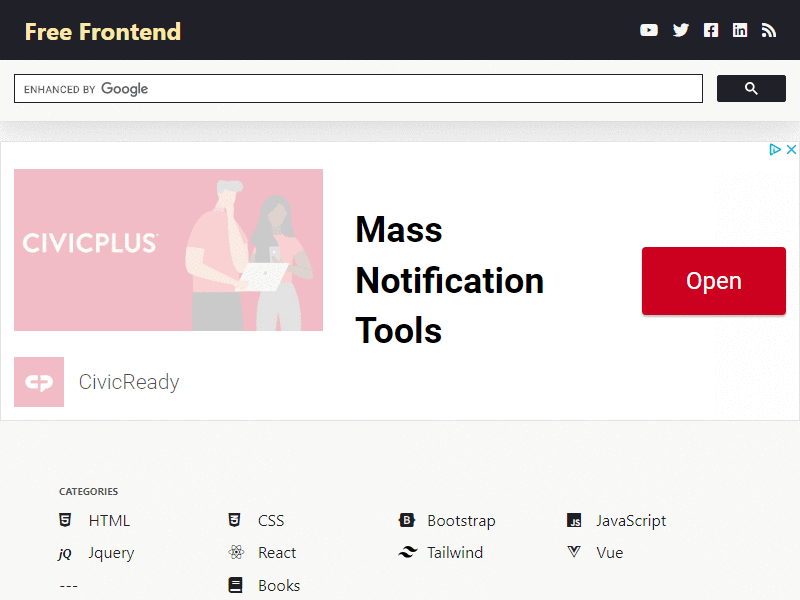 Free Frontend
ENHANCED BY Google
CIVICPLUS
Mass
Notification
Tools
Open
CivicReady
CATEGORIES
HTML CSS Bootstrap JavaScript
jQ Jquery React Tailwind Vue
--- Books